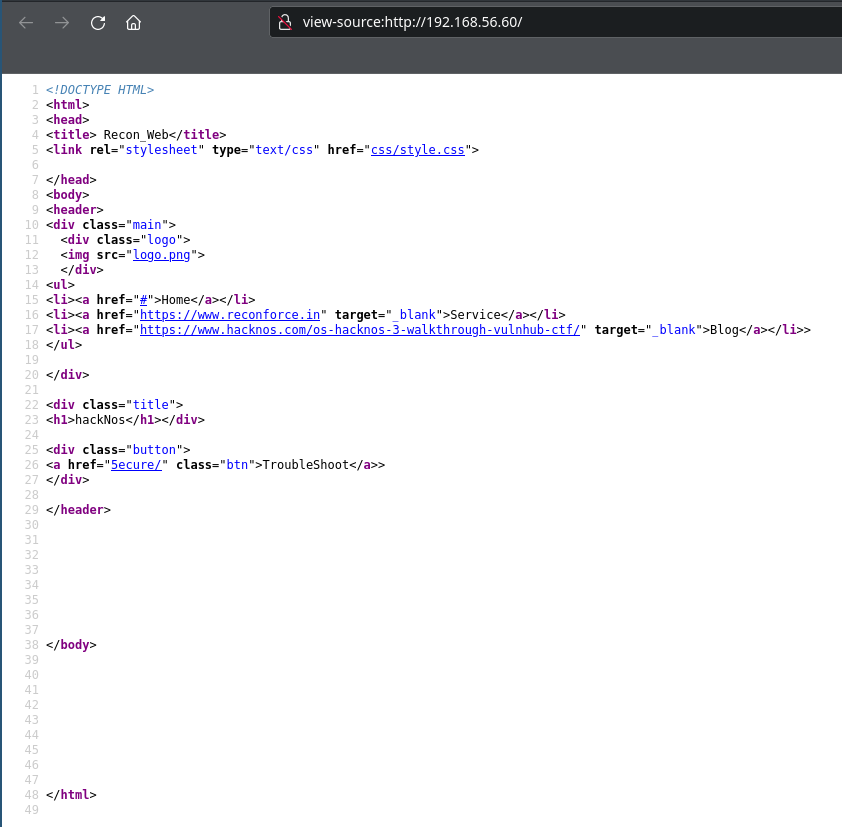 view-source:http://192.168.56.60/
1 <!DOCTYPE HTML>
2 <html>
3 <head>
4 <title> Recon_Web</title>
5 <link rel="stylesheet" type="text/css" href="css/style.css">
6
7 </head>
8 <body>
9 <header>
10 <div class="main">
11   <div class="logo">
12   <img src="logo.png">
13   </div>
14 <ul>
15 <li><a href="#">Home</a></li>
16 <li><a href="https://www.reconforce.in" target="_blank">Service</a></li>
17 <li><a href="https://www.hacknos.com/os-hacknos-3-walkthrough-vulnhub-ctf/" target="_blank">Blog</a></li>>
18 </ul>
19
20 </div>
21
22 <div class="title">
23 <h1>hackNos</h1></div>
24
25 <div class="button">
26 <a href="5ecure/" class="btn">TroubleShoot</a>>
27 </div>
28
29 </header>
30
31
32
33
34
35
36
37
38 </body>
39
40
41
42
43
44
45
46
47
48 </html>
49